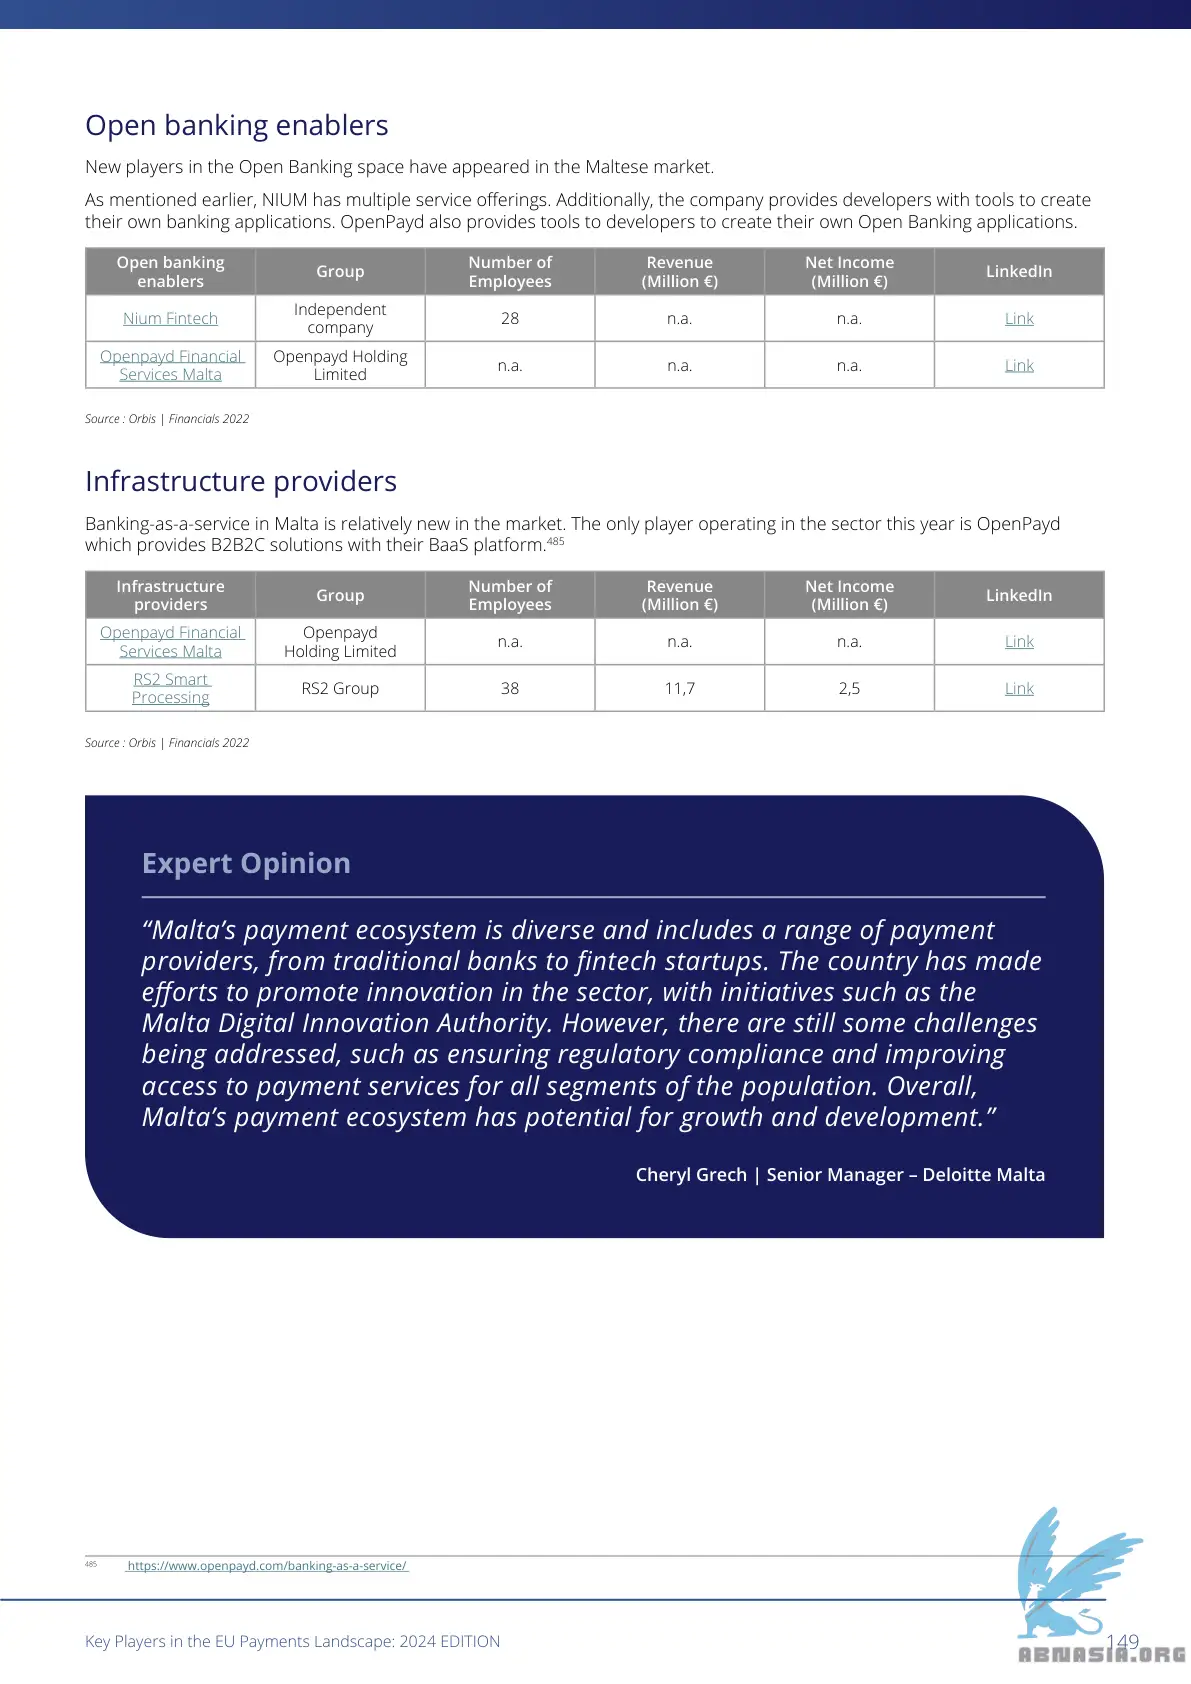 Open banking enablers
New players in the Open Banking space have appeared in the Maltese market.
As mentioned earlier, NIUM has multiple service offerings. Additionally, the company provides developers with tools to create
their own banking applications. OpenPayd also provides tools to developers to create their own Open Banking applications.
Open banking enablers | Group | Number of Employees | Revenue (Million €) | Net Income (Million €) | LinkedIn
Nium Fintech | Independent company | 28 | n.a. | n.a. | Link
Openpayd Financial Services Malta | Openpayd Holding Limited | n.a. | n.a. | n.a. | Link
Source : Orbis | Financials 2022
Infrastructure providers
Banking-as-a-service in Malta is relatively new in the market. The only player operating in the sector this year is OpenPayd
which provides B2B2C solutions with their BaaS platform.485
Infrastructure providers | Group | Number of Employees | Revenue (Million €) | Net Income (Million €) | LinkedIn
Openpayd Financial Services Malta | Openpayd Holding Limited | n.a. | n.a. | n.a. | Link
RS2 Smart Processing | RS2 Group | 38 | 11,7 | 2,5 | Link
Source : Orbis | Financials 2022
Expert Opinion
“Malta’s payment ecosystem is diverse and includes a range of payment
providers, from traditional banks to fintech startups. The country has made
efforts to promote innovation in the sector, with initiatives such as the
Malta Digital Innovation Authority. However, there are still some challenges
being addressed, such as ensuring regulatory compliance and improving
access to payment services for all segments of the population. Overall,
Malta’s payment ecosystem has potential for growth and development.”
Cheryl Grech | Senior Manager – Deloitte Malta
485 https://www.openpayd.com/banking-as-a-service/
Key Players in the EU Payments Landscape: 2024 EDITION
149
ABNASIA.ORG